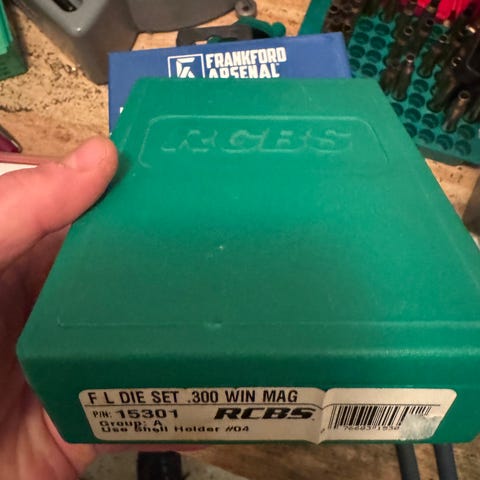 FRANKFORD
ARSENAL
RCBS
F L DIE SET .300 WIN MAG
P/N: 15301 RCBS
Group: A
Use Shell Holder #04